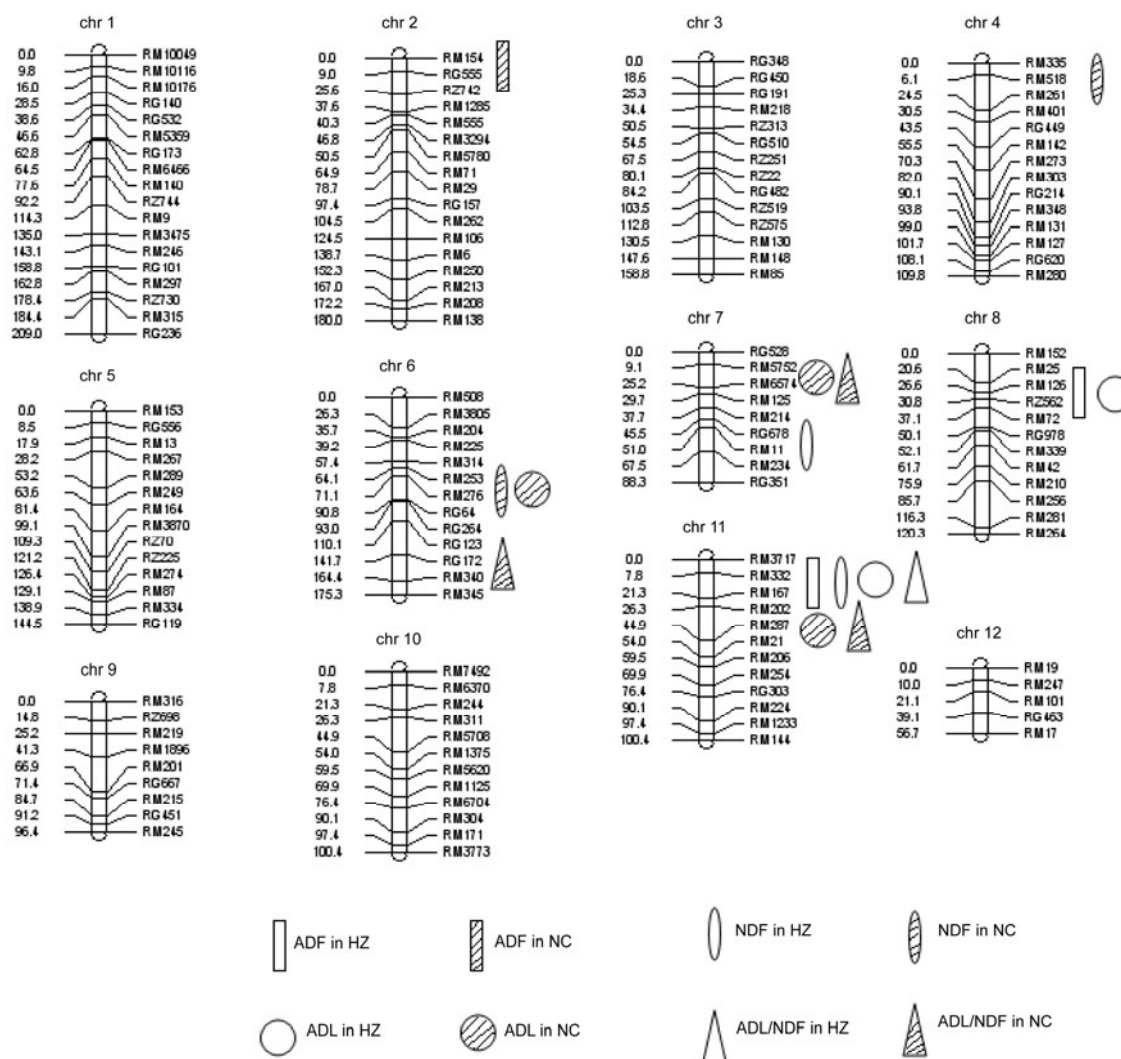 chr 1
0.0 RM10049
9.8 RM10116
16.0 RM10176
28.5 RG140
38.6 RG532
46.6 RM5359
62.8 RG173
64.5 RM6466
77.6 RM140
92.2 RZ744
114.3 RM9
135.0 RM3475
143.1 RM246
158.8 RG101
162.8 RM297
178.4 RZ730
184.4 RM315
209.0 RG236
chr 2
0.0 RM154
9.0 RG555
25.6 RZ742
37.6 RM1285
40.3 RM555
46.8 RM3294
50.5 RM5780
64.9 RM71
78.7 RM29
97.4 RG157
104.5 RM262
124.5 RM106
138.7 RM6
152.3 RM250
167.0 RM213
172.2 RM208
180.0 RM138
chr 3
0.0 RG348
18.6 RG450
25.3 RG191
34.4 RM218
50.5 RZ313
54.5 RG510
67.5 RZ251
80.1 RZ22
84.2 RG482
103.5 RZ519
112.8 RZ575
130.5 RM130
147.6 RM148
158.8 RM85
chr 4
0.0 RM335
6.1 RM518
24.5 RM261
30.5 RM401
43.5 RG449
55.5 RM142
70.3 RM273
82.0 RM303
90.1 RG214
93.8 RM348
99.0 RM131
101.7 RM127
108.1 RG620
109.8 RM280
chr 5
0.0 RM153
8.5 RG556
17.9 RM13
28.2 RM267
53.2 RM289
63.6 RM249
81.4 RM164
99.1 RM3870
109.3 RZ70
121.2 RZ225
126.4 RM274
129.1 RM87
138.9 RM334
144.5 RG119
chr 6
0.0 RM508
26.3 RM3805
35.7 RM204
39.2 RM225
57.4 RM314
64.1 RM253
71.1 RM276
90.8 RG64
93.0 RG264
110.1 RG123
141.7 RG172
164.4 RM340
175.3 RM345
chr 7
0.0 RG528
9.1 RM5752
25.2 RM6574
29.7 RM125
37.7 RM214
45.5 RG678
51.0 RM11
67.5 RM234
88.3 RG351
chr 8
0.0 RM152
20.6 RM25
26.6 RM126
30.8 RZ562
37.1 RM72
50.1 RG978
52.1 RM339
61.7 RM42
75.9 RM210
85.7 RM256
116.3 RM281
120.3 RM264
chr 9
0.0 RM316
14.8 RZ698
25.2 RM219
41.3 RM1896
66.9 RM201
71.4 RG667
84.7 RM215
91.2 RG451
96.4 RM245
chr 10
0.0 RM7492
7.8 RM6370
21.3 RM244
26.3 RM311
44.9 RM5708
54.0 RM1375
59.5 RM5620
69.9 RM1125
76.4 RM6704
90.1 RM304
97.4 RM171
100.4 RM3773
chr 11
0.0 RM3717
7.8 RM332
21.3 RM167
26.3 RM202
44.9 RM287
54.0 RM21
59.5 RM206
69.9 RM254
76.4 RG303
90.1 RM224
97.4 RM1233
100.4 RM144
chr 12
0.0 RM19
10.0 RM247
21.1 RM101
39.1 RG463
56.7 RM17
ADF in HZ
ADF in NC
NDF in HZ
NDF in NC
ADL in HZ
ADL in NC
ADL/NDF in HZ
ADL/NDF in NC